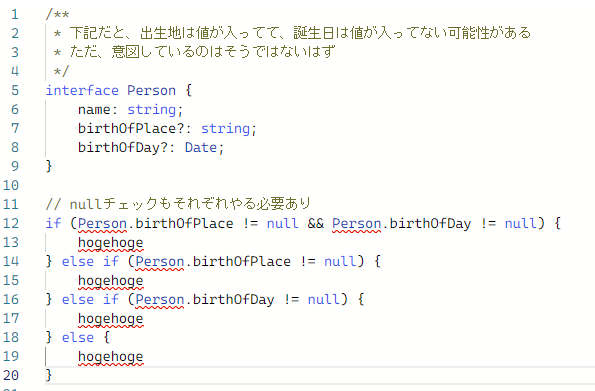 1 /**
2  * 下記だと、出生地は値が入ってて、誕生日は値が入ってない可能性がある
3  * ただ、意図しているのはそうではないはず
4  */
5 interface Person {
6     name: string;
7     birthOfPlace?: string;
8     birthOfDay?: Date;
9 }
10
11 // nullチェックもそれぞれやる必要あり
12 if (Person.birthOfPlace != null && Person.birthOfDay != null) {
13     hogehoge
14 } else if (Person.birthOfPlace != null) {
15     hogehoge
16 } else if (Person.birthOfDay != null) {
17     hogehoge
18 } else {
19     hogehoge
20 }